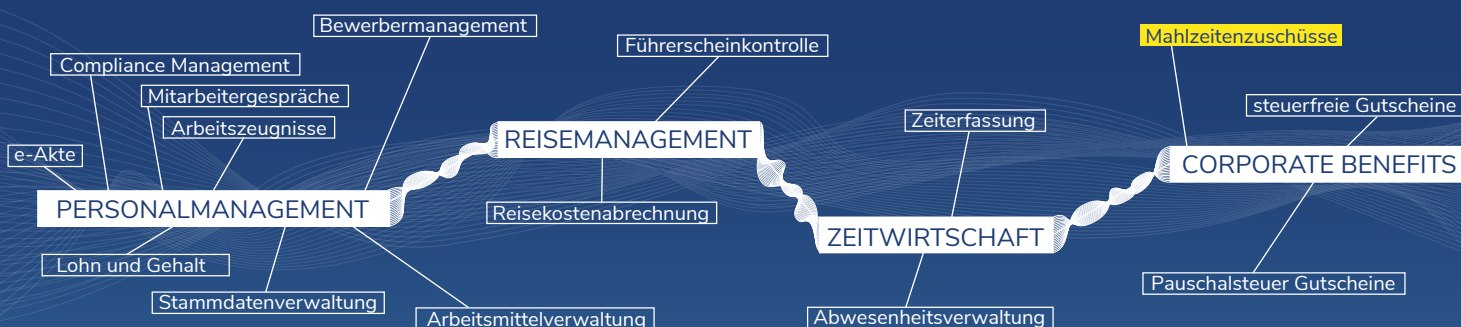 Bewerbermanagement
Compliance Management
Mitarbeitergespräche
Arbeitszeugnisse
e-Akte
PERSONALMANAGEMENT
Lohn und Gehalt
Stammdatenverwaltung
Arbeitsmittelverwaltung
Führerscheinkontrolle
REISEMANAGEMENT
Reisekostenabrechnung
Zeiterfassung
ZEITWIRTSCHAFT
Abwesenheitsverwaltung
Mahlzeitenzuschüsse
steuerfreie Gutscheine
CORPORATE BENEFITS
Pauschalsteuer Gutscheine